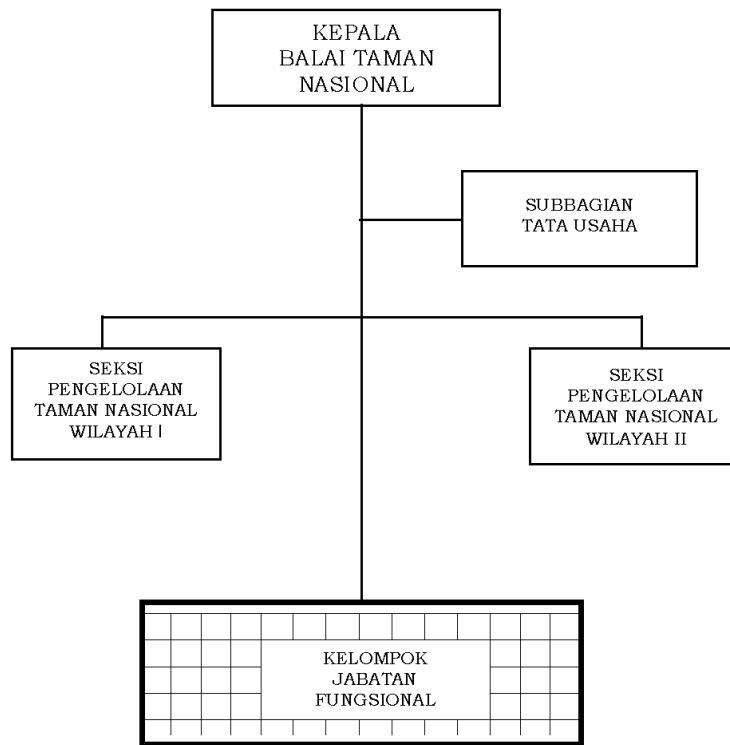 KEPALA
BALAI TAMAN
NASIONAL
SUBBAGIAN
TATA USAHA
SEKSI
PENGELOLAAN
TAMAN NASIONAL
WILAYAH I
SEKSI
PENGELOLAAN
TAMAN NASIONAL
WILAYAH II
KELOMPOK
JABATAN
FUNGSIONAL